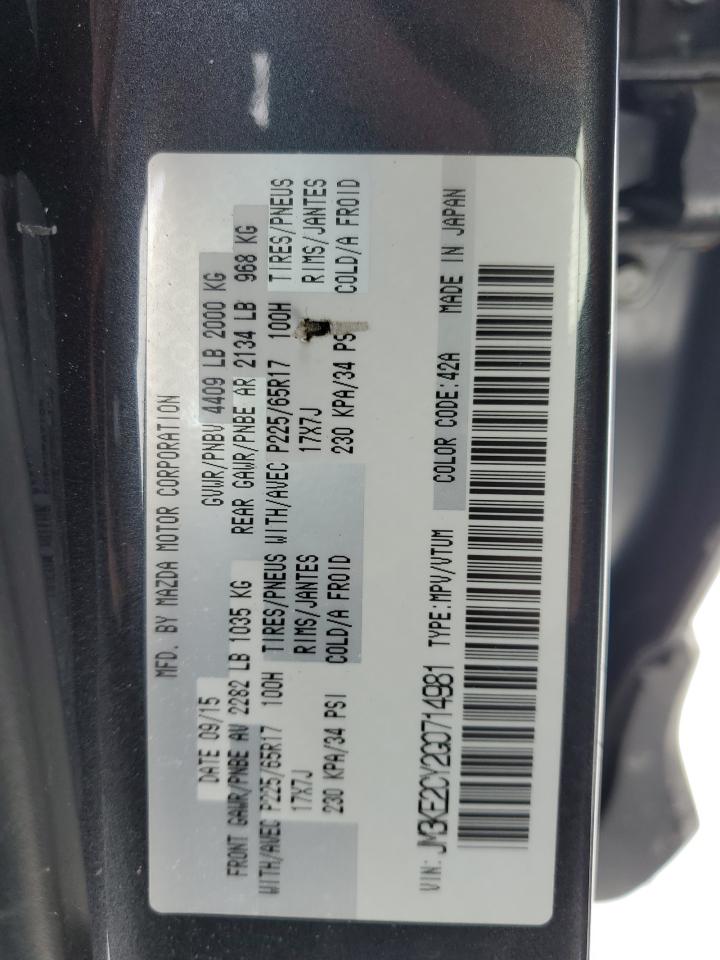 MFD. BY MAZDA MOTOR CORPORATION
DATE 09/15 GVWR/PNBV 4409 LB 2000 KG
FRONT GAWR/PNBE AV 2282 LB 1035 KG REAR GAWR/PNBE AR 2134 LB 968 KG
WITH/AVEC P225/65R17 100H TIRES/PNEUS WITH/AVEC P225/65R17 100H TIRES/PNEUS
17X7J RIMS/JANTES 17X7J RIMS/JANTES
230 KPA/34 PSI COLD/A FROID 230 KPA/34 PSI COLD/A FROID
VIN: JM3KE2CY2G0714981 TYPE:MPV/VTUM COLOR CODE:42A MADE IN JAPAN